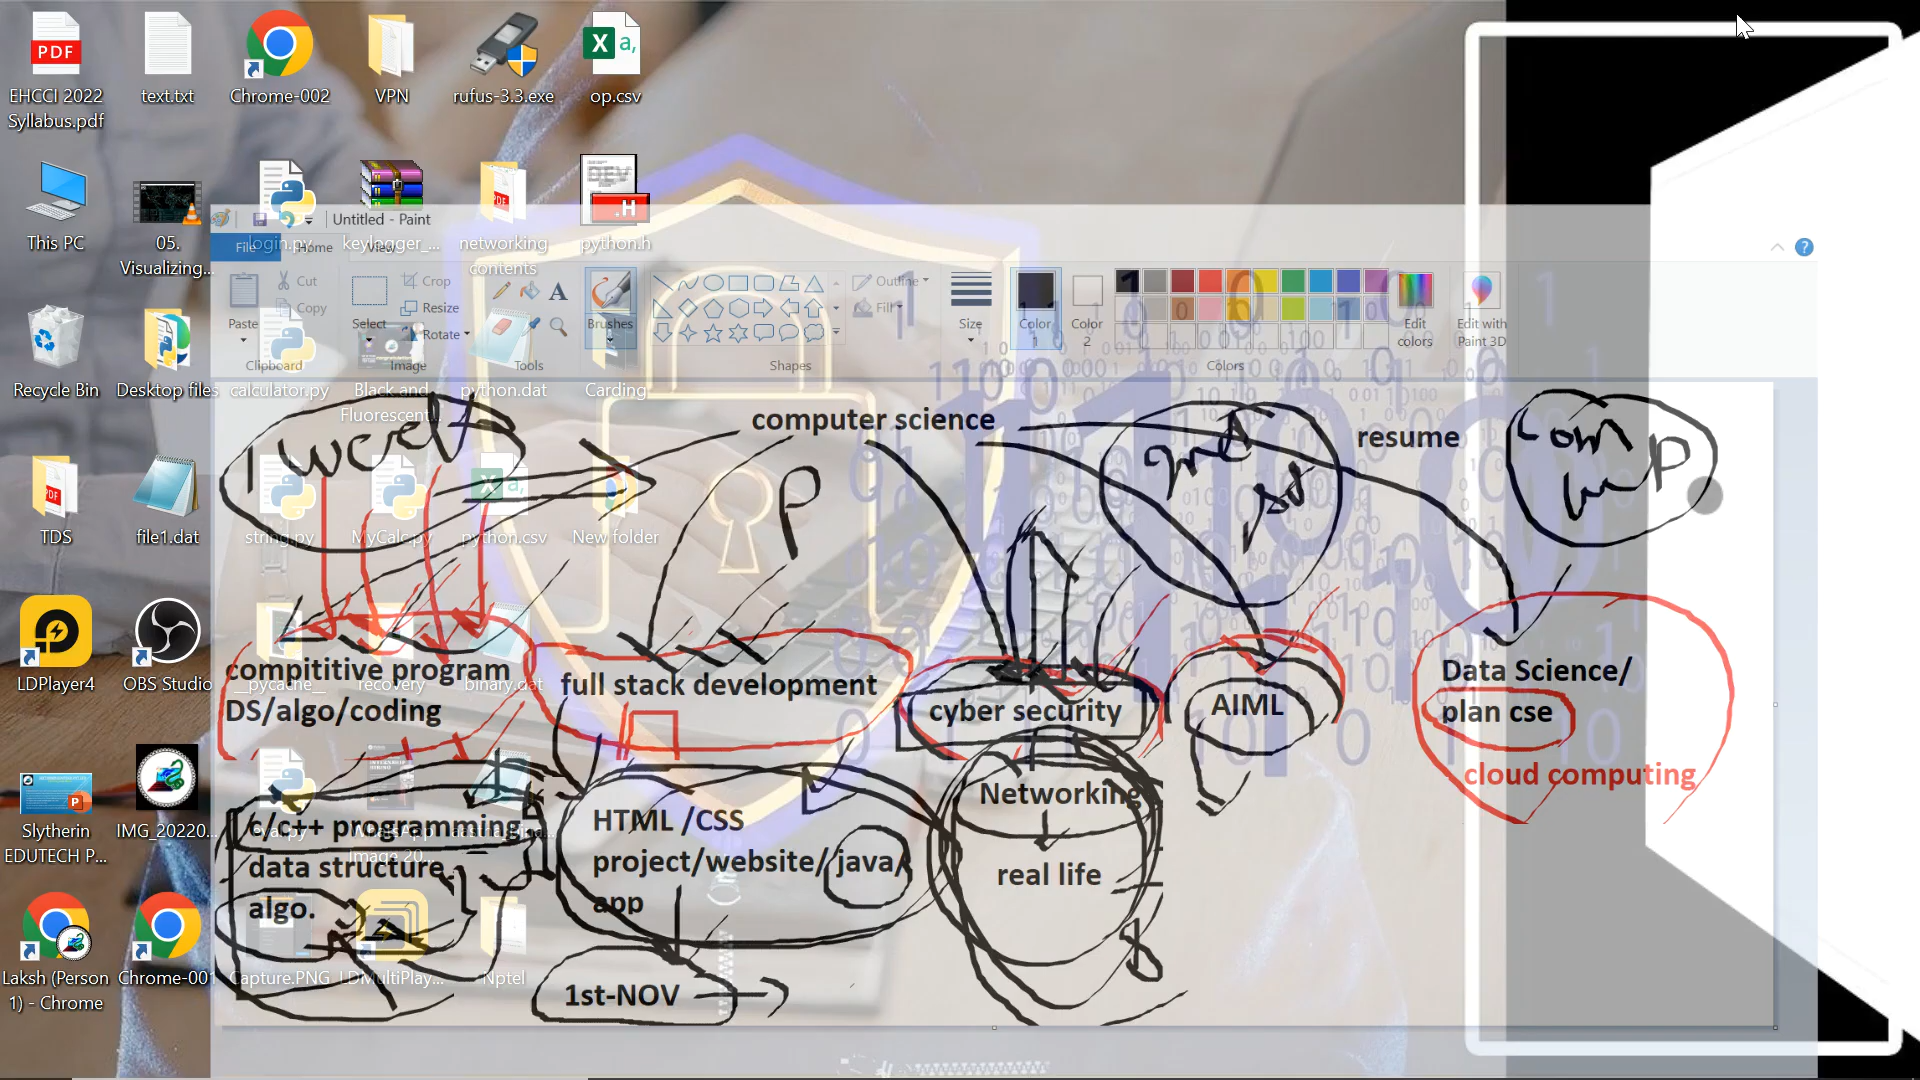 EHCCI 2022
Syllabus.pdf
text.txt
Chrome-002
VPN
rufus-3.3.exe
op.csv
This PC
05.
Visualizing...
login.py
keylogger_...
networking
contents
python.h
Untitled - Paint
File
Home
View
Cut
Copy
Paste
Clipboard
Crop
Resize
Rotate
Select
Image
Tools
Brushes
Shapes
Outline
Fill
Size
Color
1
Color
2
Colors
Edit
colors
Edit with
Paint 3D
Recycle Bin
Desktop files
calculator.py
Black and
Fluorescent...
python.dat
Carding
computer science
resume
1 week
P
TDS
file1.dat
string.py
MyCalc.py
python.csv
New folder
LDPlayer4
OBS Studio
__pycache__
recovery
binary.dat
compititive program
DS/algo/coding
full stack development
cyber security
AIML
Data Science/
plan cse
cloud computing
Slytherin
EDUTECH P...
IMG_20220...
WhatsApp
Image 20...
c/c++ programming
data structure
algo.
HTML /CSS
project/website/java/
app
Networking
real life
8
1st-NOV
Laksh (Person
1) - Chrome
Chrome-001
Capture.PNG
LDMultiPlay...
Nptel